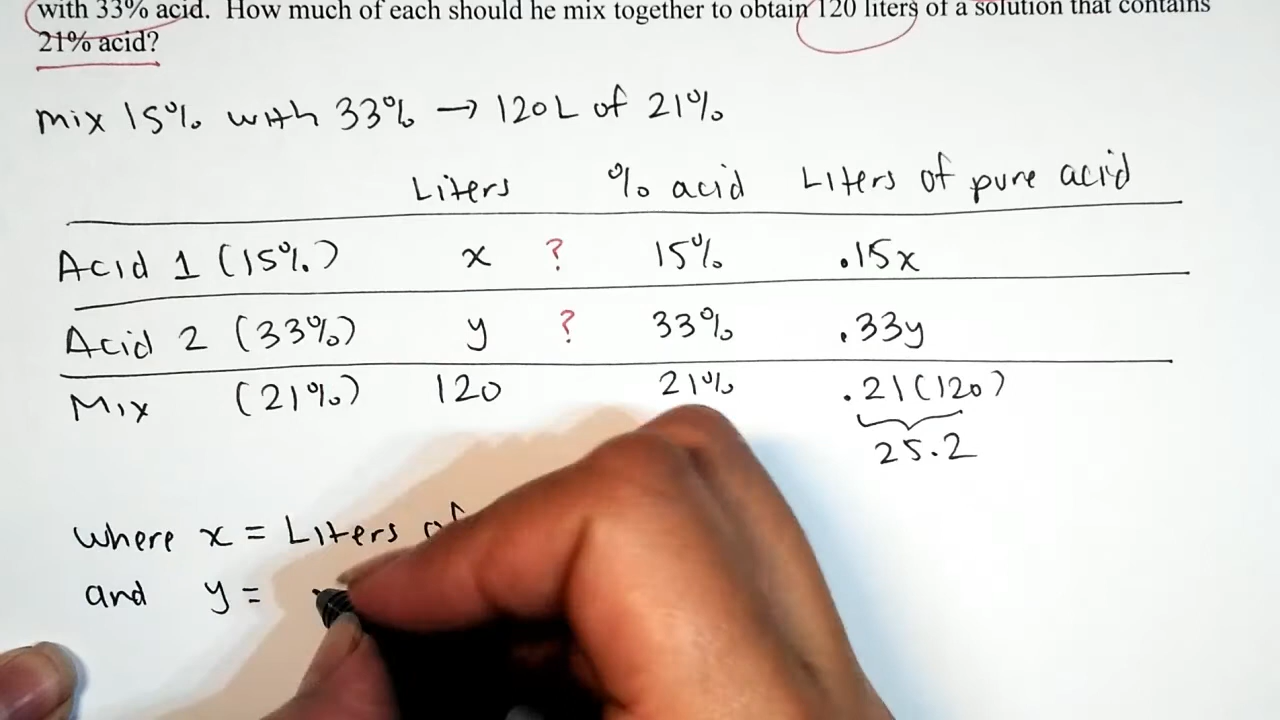 with 33% acid. How much of each should he mix together to obtain 120 liters of a solution that contains
21% acid?
mix 15% with 33% → 120L of 21%
Liters % acid Liters of pure acid
Acid 1 (15%) x ? 15% .15x
Acid 2 (33%) y ? 33% .33y
Mix (21%) 120 21% .21(120)
25.2
where x = Liters of
and y =